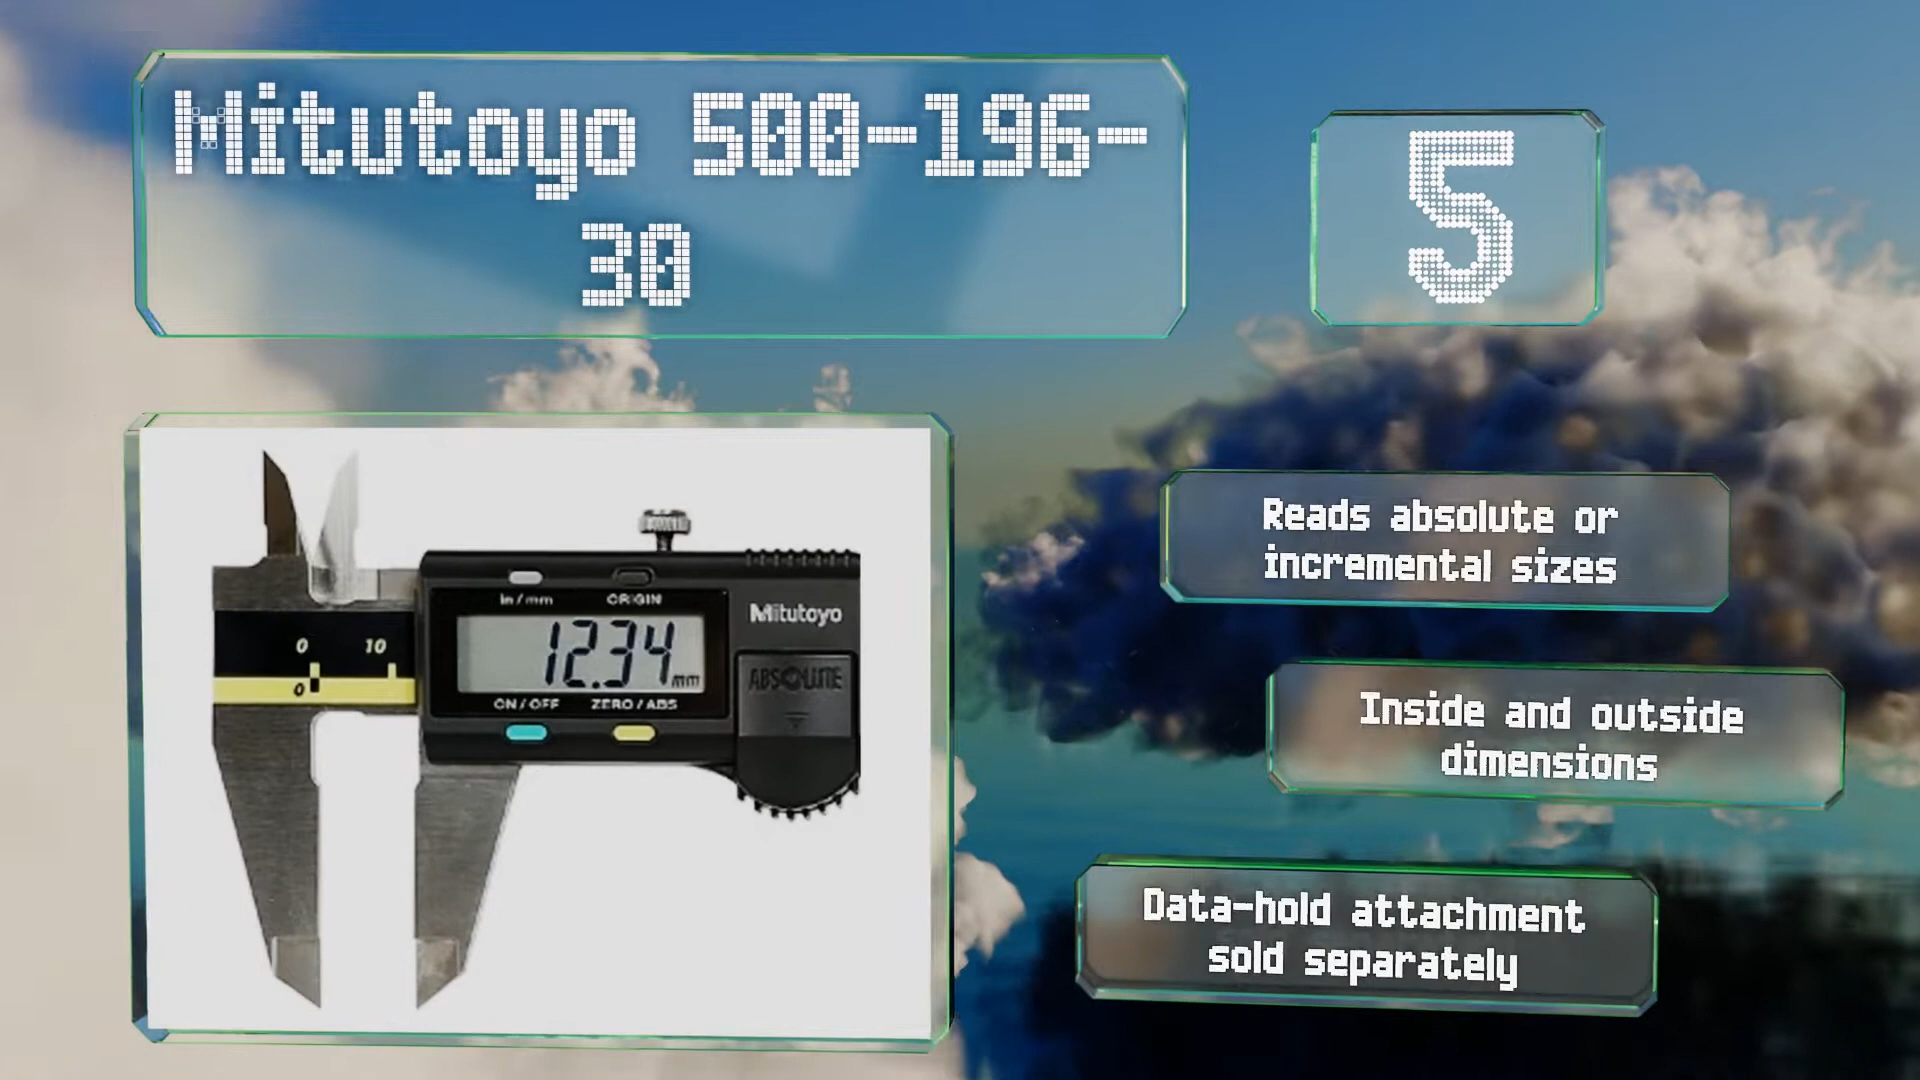 Mitutoyo 500-196-
30
5
in/mm ORIGIN
12.34 mm
Mitutoyo
ABSOLUTE
0 10
0
ON/OFF ZERO/ABS
Reads absolute or
incremental sizes
Inside and outside
dimensions
Data-hold attachment
sold separately